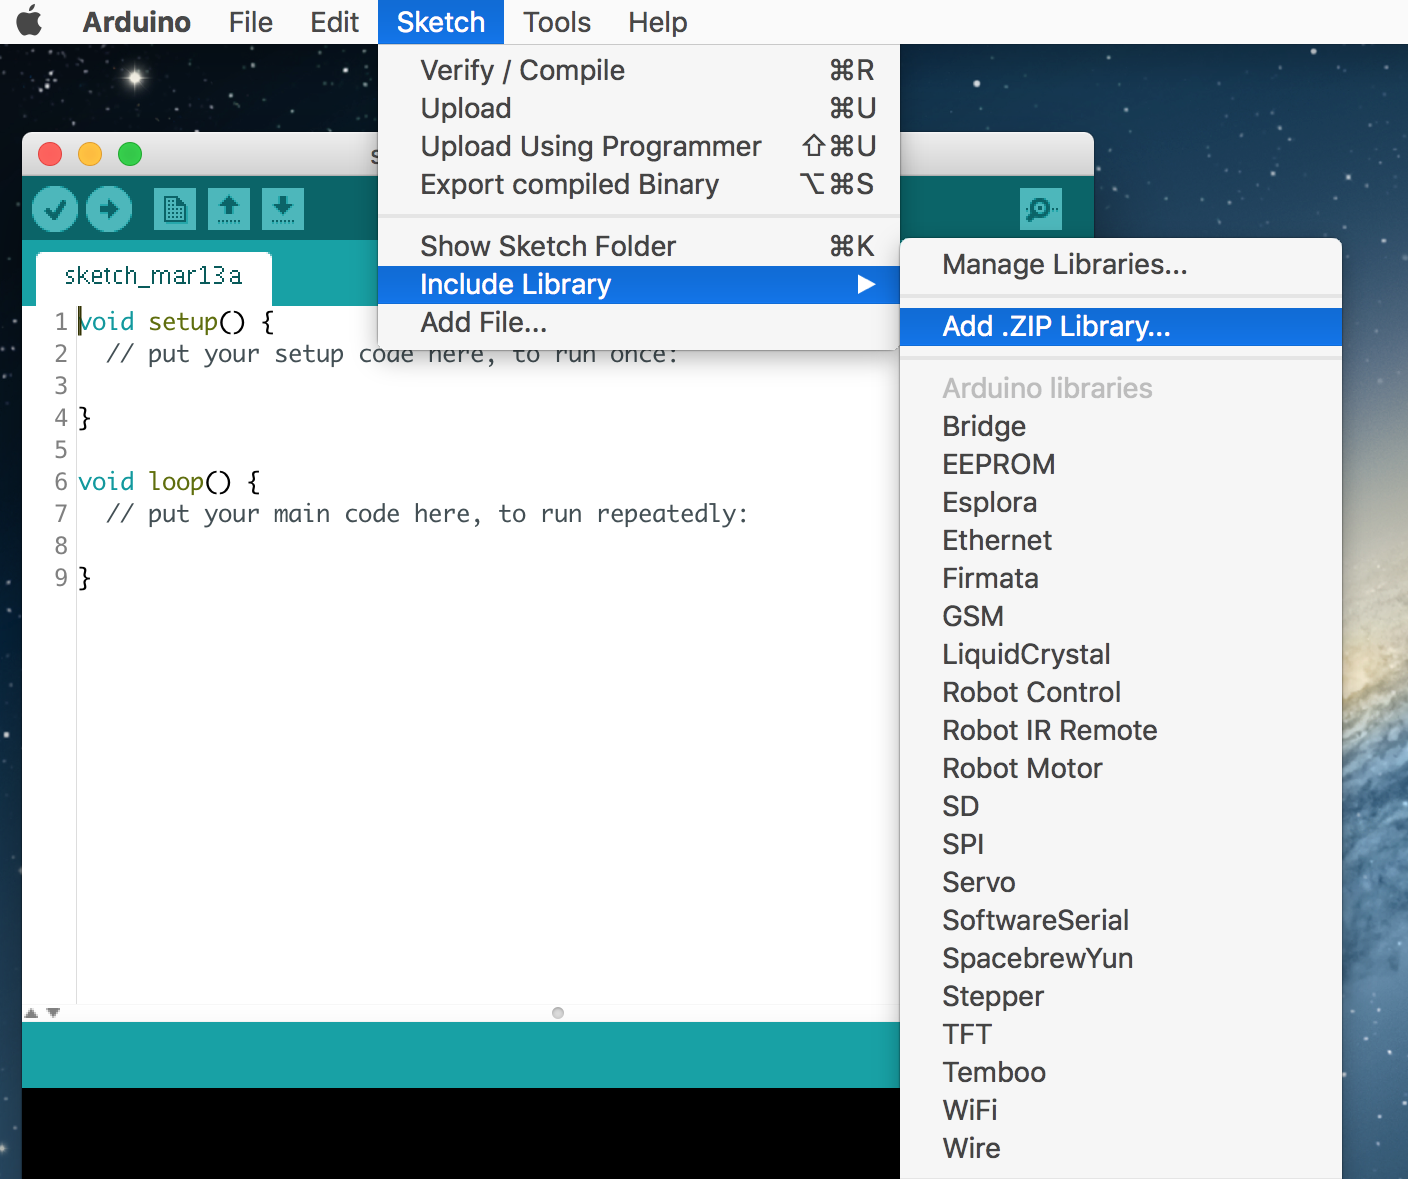 Arduino File Edit Sketch Tools Help
Verify / Compile ⌘R
Upload ⌘U
Upload Using Programmer ⇧⌘U
Export compiled Binary ⌥⌘S
Show Sketch Folder ⌘K
Include Library ▶
Add File...
Manage Libraries...
Add .ZIP Library...
Arduino libraries
Bridge
EEPROM
Esplora
Ethernet
Firmata
GSM
LiquidCrystal
Robot Control
Robot IR Remote
Robot Motor
SD
SPI
Servo
SoftwareSerial
SpacebrewYun
Stepper
TFT
Temboo
WiFi
Wire
s
sketch_mar13a
1 void setup() {
2 // put your setup code here, to run once:
3
4 }
5
6 void loop() {
7 // put your main code here, to run repeatedly:
8
9 }